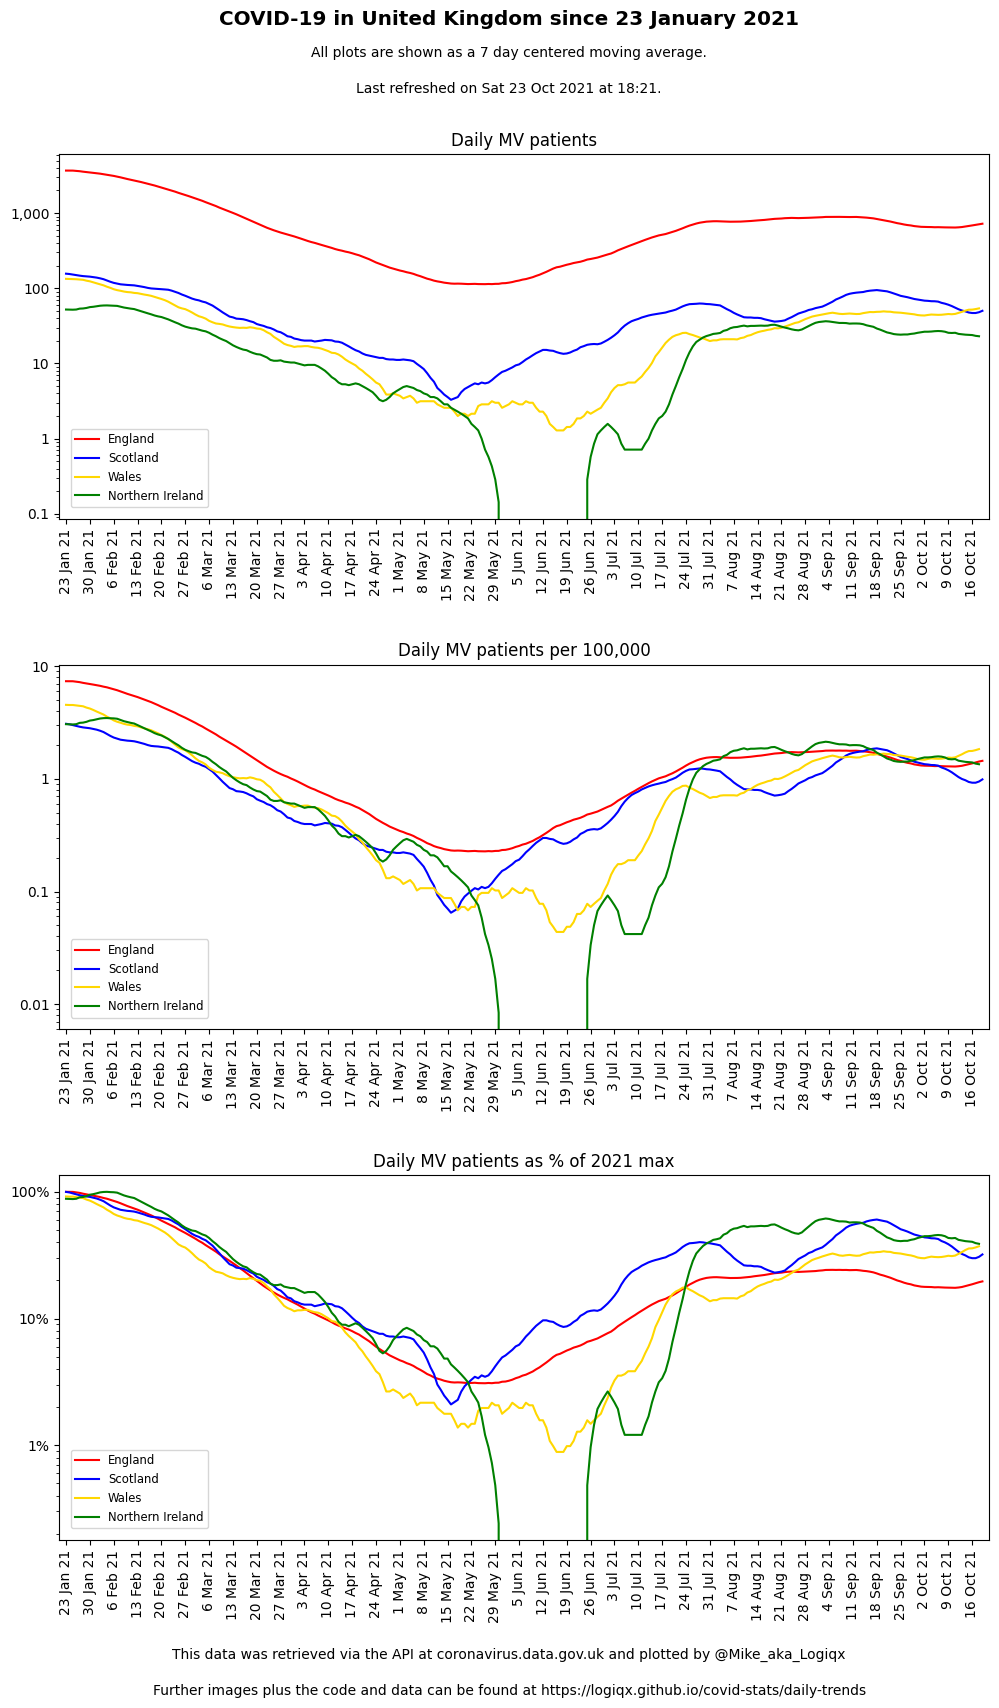 COVID-19 in United Kingdom since 23 January 2021
All plots are shown as a 7 day centered moving average.
Last refreshed on Sat 23 Oct 2021 at 18:21.
Daily MV patients
1,000
100
10
1
0.1
England
Scotland
Wales
Northern Ireland
23 Jan 21
30 Jan 21
6 Feb 21
13 Feb 21
20 Feb 21
27 Feb 21
6 Mar 21
13 Mar 21
20 Mar 21
27 Mar 21
3 Apr 21
10 Apr 21
17 Apr 21
24 Apr 21
1 May 21
8 May 21
15 May 21
22 May 21
29 May 21
5 Jun 21
12 Jun 21
19 Jun 21
26 Jun 21
3 Jul 21
10 Jul 21
17 Jul 21
24 Jul 21
31 Jul 21
7 Aug 21
14 Aug 21
21 Aug 21
28 Aug 21
4 Sep 21
11 Sep 21
18 Sep 21
25 Sep 21
2 Oct 21
9 Oct 21
16 Oct 21
Daily MV patients per 100,000
10
1
0.1
0.01
England
Scotland
Wales
Northern Ireland
23 Jan 21
30 Jan 21
6 Feb 21
13 Feb 21
20 Feb 21
27 Feb 21
6 Mar 21
13 Mar 21
20 Mar 21
27 Mar 21
3 Apr 21
10 Apr 21
17 Apr 21
24 Apr 21
1 May 21
8 May 21
15 May 21
22 May 21
29 May 21
5 Jun 21
12 Jun 21
19 Jun 21
26 Jun 21
3 Jul 21
10 Jul 21
17 Jul 21
24 Jul 21
31 Jul 21
7 Aug 21
14 Aug 21
21 Aug 21
28 Aug 21
4 Sep 21
11 Sep 21
18 Sep 21
25 Sep 21
2 Oct 21
9 Oct 21
16 Oct 21
Daily MV patients as % of 2021 max
100%
10%
1%
England
Scotland
Wales
Northern Ireland
23 Jan 21
30 Jan 21
6 Feb 21
13 Feb 21
20 Feb 21
27 Feb 21
6 Mar 21
13 Mar 21
20 Mar 21
27 Mar 21
3 Apr 21
10 Apr 21
17 Apr 21
24 Apr 21
1 May 21
8 May 21
15 May 21
22 May 21
29 May 21
5 Jun 21
12 Jun 21
19 Jun 21
26 Jun 21
3 Jul 21
10 Jul 21
17 Jul 21
24 Jul 21
31 Jul 21
7 Aug 21
14 Aug 21
21 Aug 21
28 Aug 21
4 Sep 21
11 Sep 21
18 Sep 21
25 Sep 21
2 Oct 21
9 Oct 21
16 Oct 21
This data was retrieved via the API at coronavirus.data.gov.uk and plotted by @Mike_aka_Logiqx
Further images plus the code and data can be found at https://logiqx.github.io/covid-stats/daily-trends